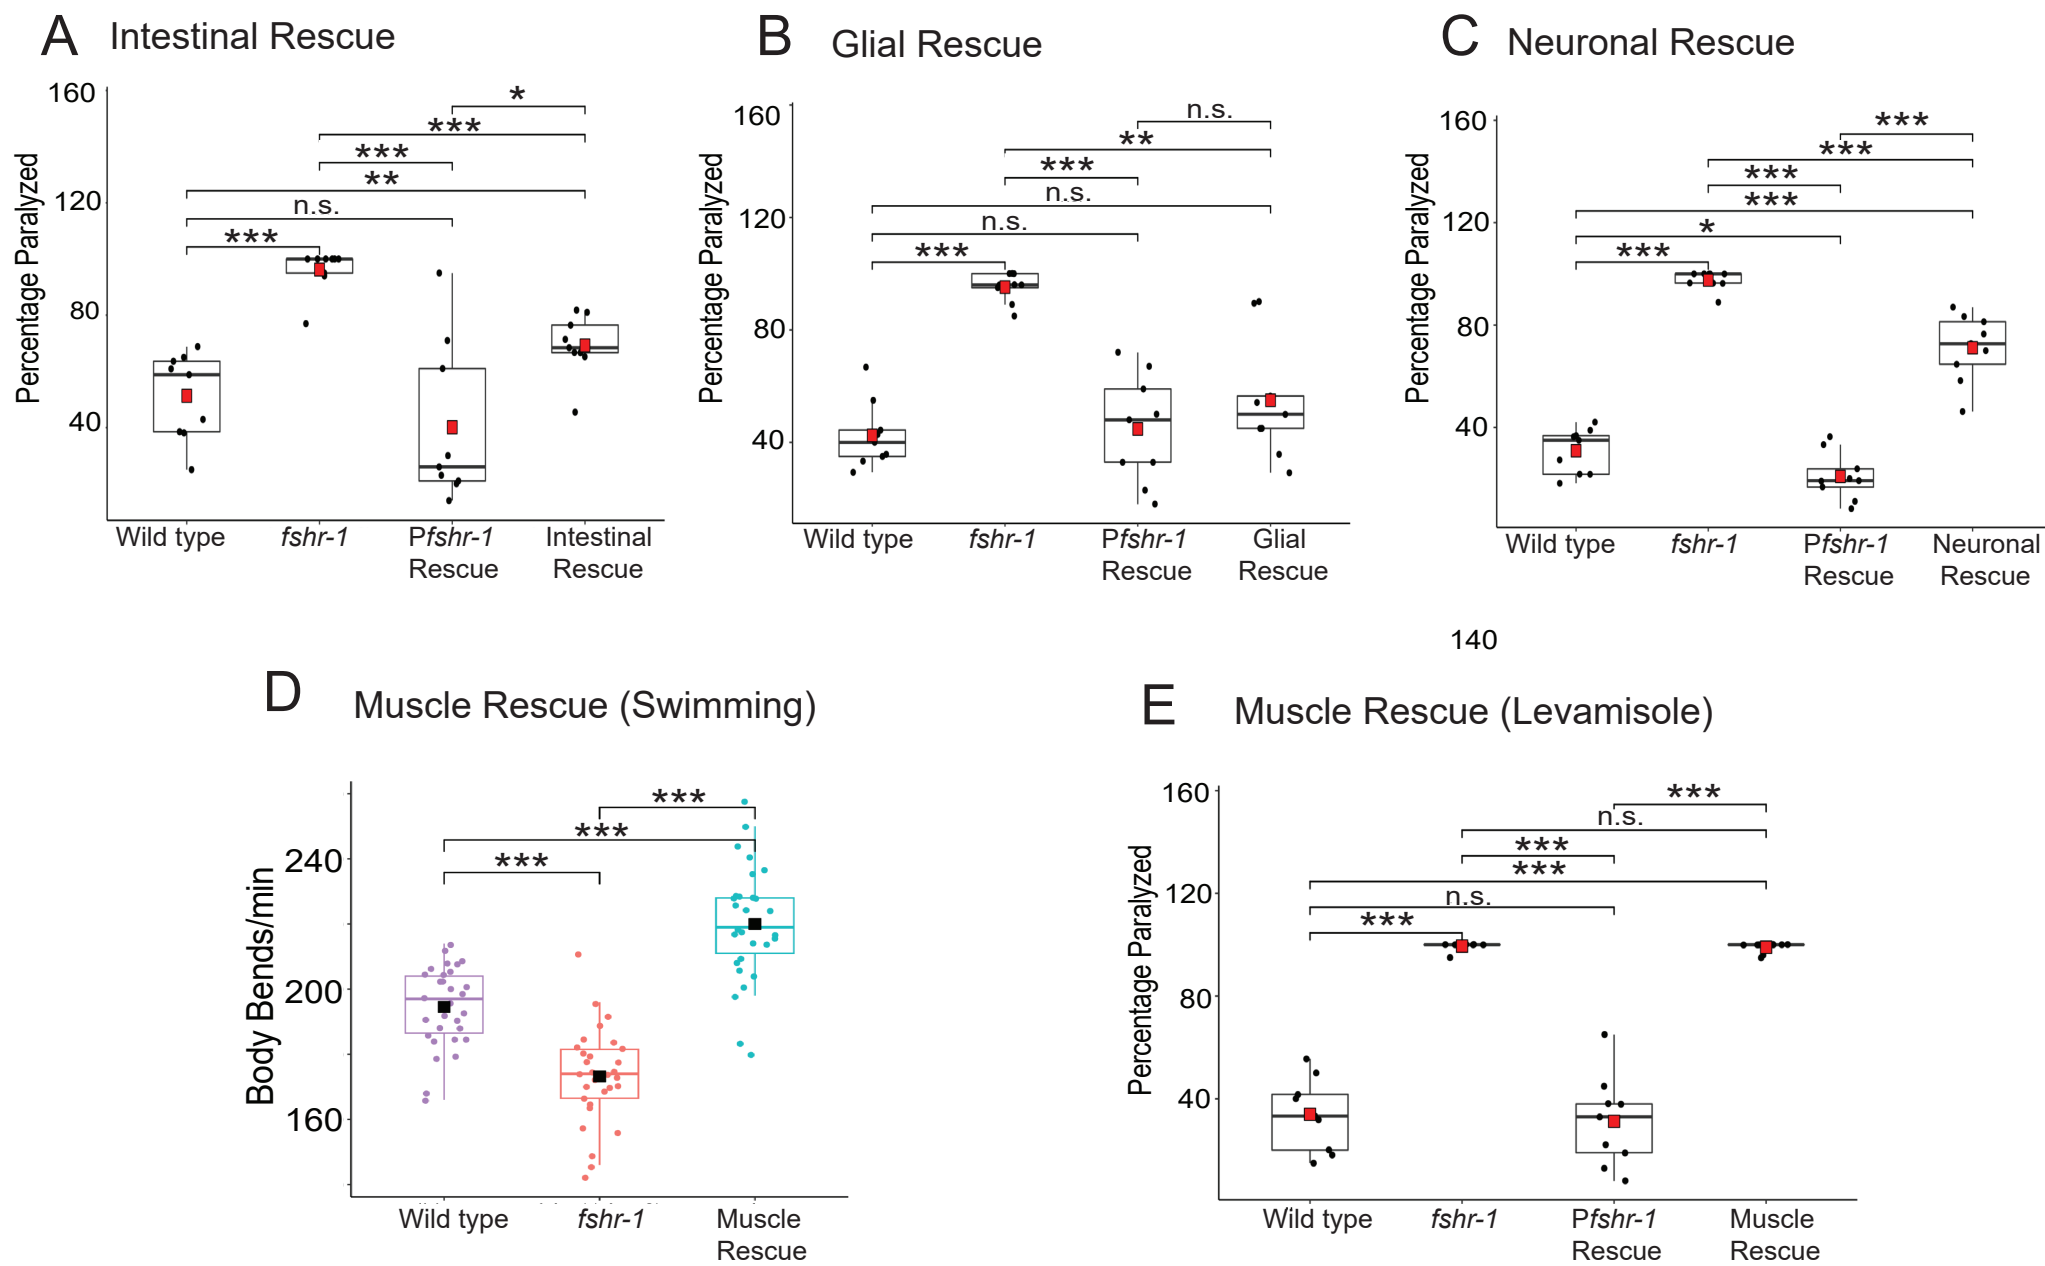 A Intestinal Rescue
Percentage Paralyzed
160
120
80
40
*
***
***
**
n.s.
***
Wild type
fshr-1
Pfshr-1
Rescue
Intestinal
Rescue
B Glial Rescue
Percentage Paralyzed
160
120
80
40
n.s.
**
***
n.s.
n.s.
***
Wild type
fshr-1
Pfshr-1
Rescue
Glial
Rescue
C Neuronal Rescue
Percentage Paralyzed
160
120
80
40
***
***
***
***
*
***
Wild type
fshr-1
Pfshr-1
Rescue
Neuronal
Rescue
140
D Muscle Rescue (Swimming)
Body Bends/min
240
200
160
***
***
***
Wild type
fshr-1
Muscle
Rescue
E Muscle Rescue (Levamisole)
Percentage Paralyzed
160
120
80
40
***
n.s.
***
***
n.s.
***
Wild type
fshr-1
Pfshr-1
Rescue
Muscle
Rescue